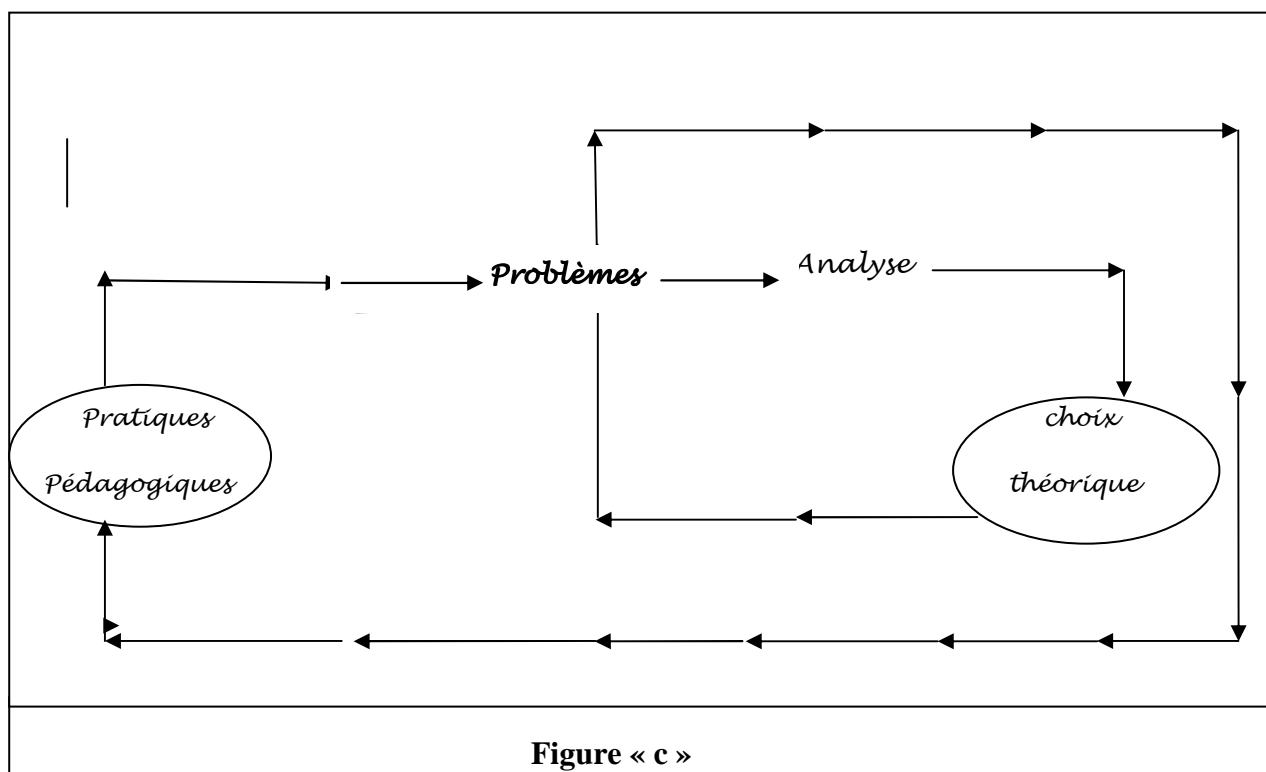 Problèmes
Analyse
Pratiques
Pédagogiques
choix
théorique
Figure « c »